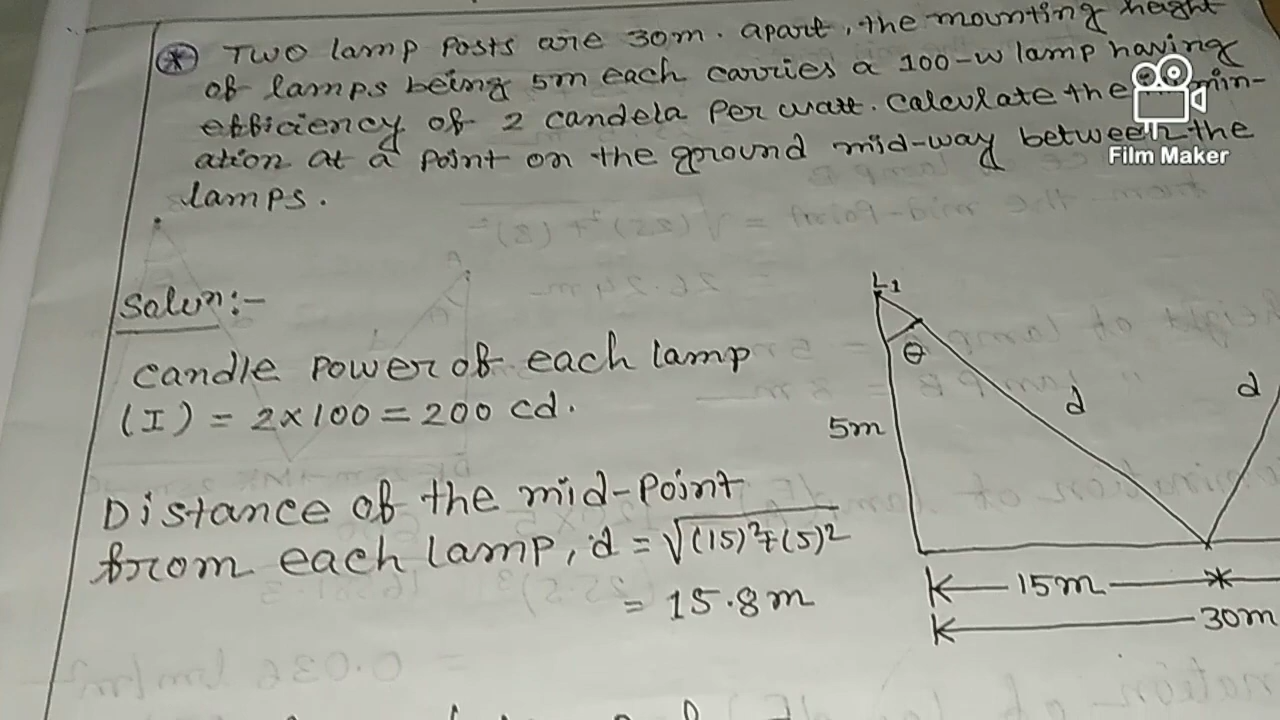 * Two lamp posts are 30m. apart, the mounting height
of lamps being 5m each carries a 100-W lamp having
efficiency of 2 candela per watt. Calculate the
ation at a point on the ground mid-way between the
lamps.
Film Maker
Solun:-
L1
θ
candle power of each lamp
(I) = 2x100 = 200 cd.
5m
d
d
Distance of the mid-point
from each lamp, d = √(15)²+(5)²
= 15.8m
15m
30m